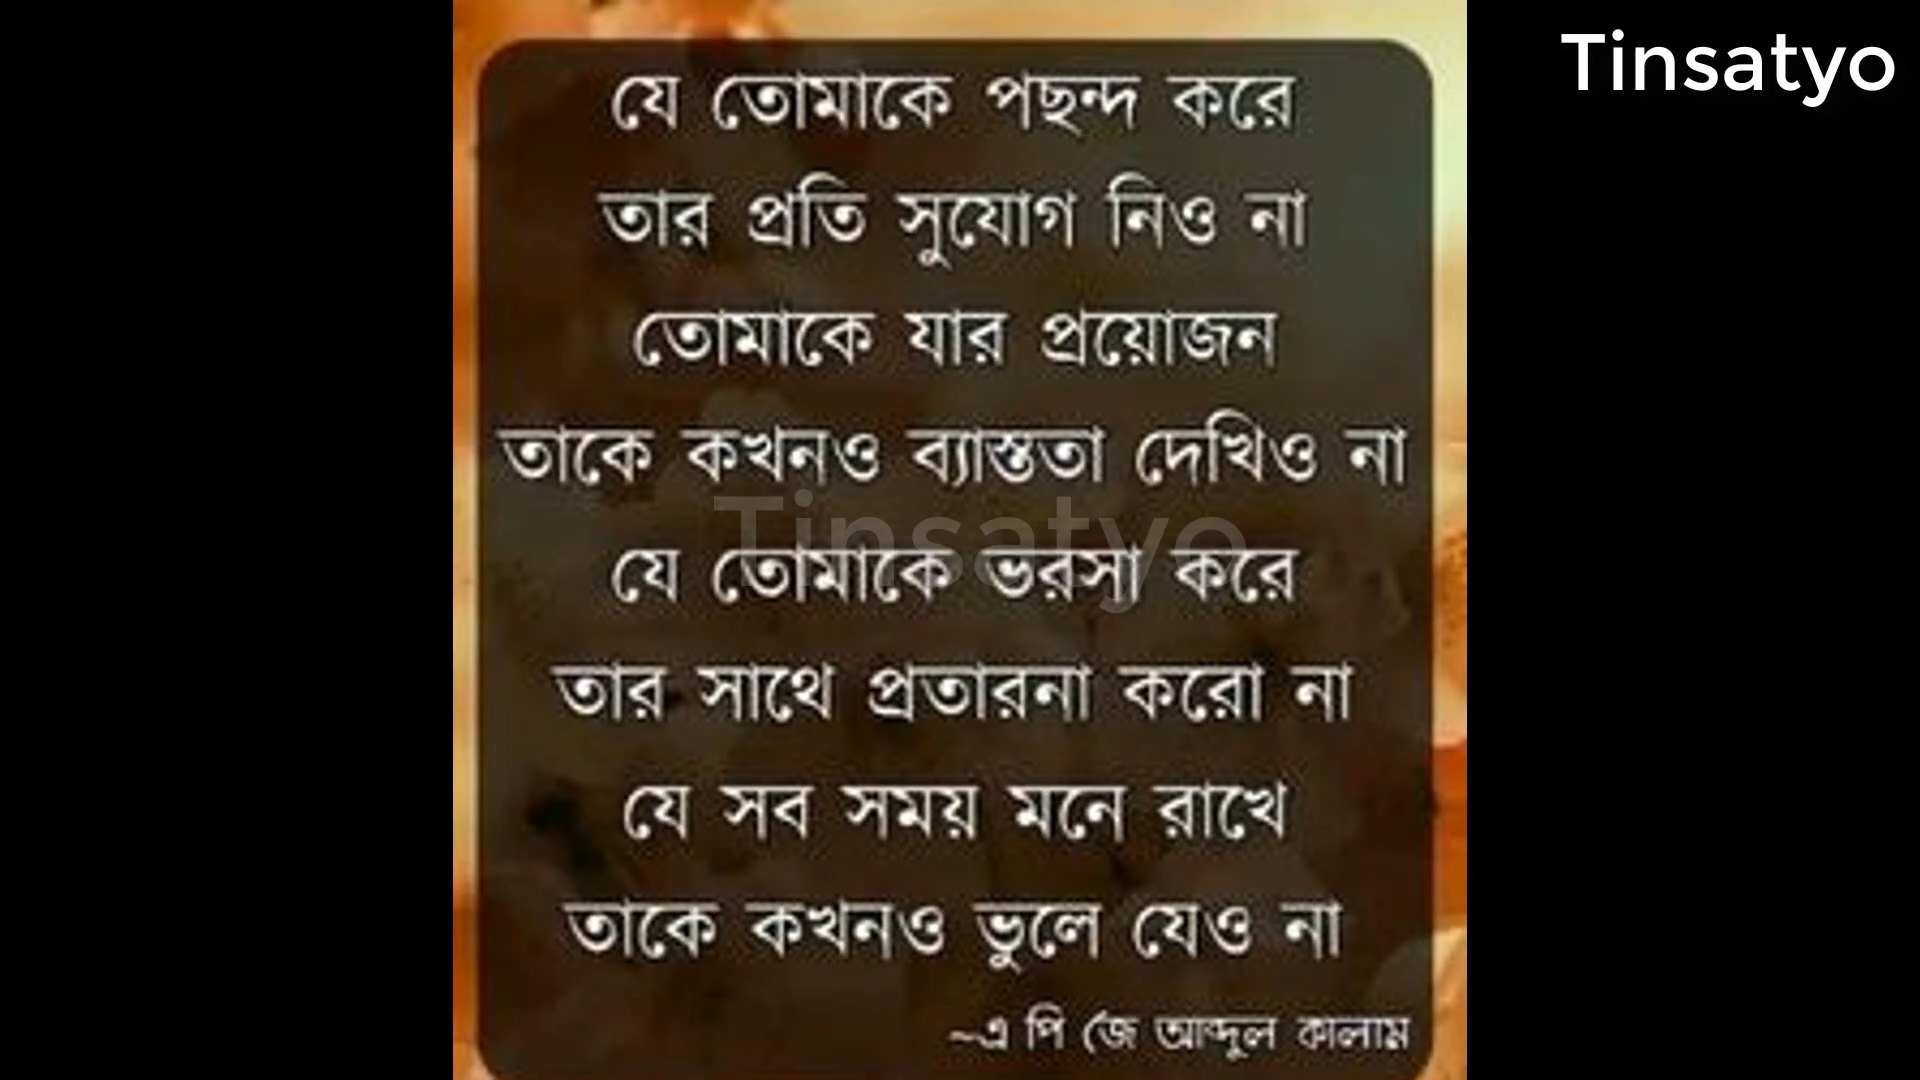 Tinsatyo
যে তোমাকে পছন্দ করে
তার প্রতি সুযোগ নিও না
তোমাকে যার প্রয়োজন
তাকে কখনও ব্যাস্ততা দেখিও না
Tinsatyo
যে তোমাকে ভরসা করে
তার সাথে প্রতারনা করো না
যে সব সময় মনে রাখে
তাকে কখনও ভুলে যেও না
~এ পি জে আব্দুল কালাম